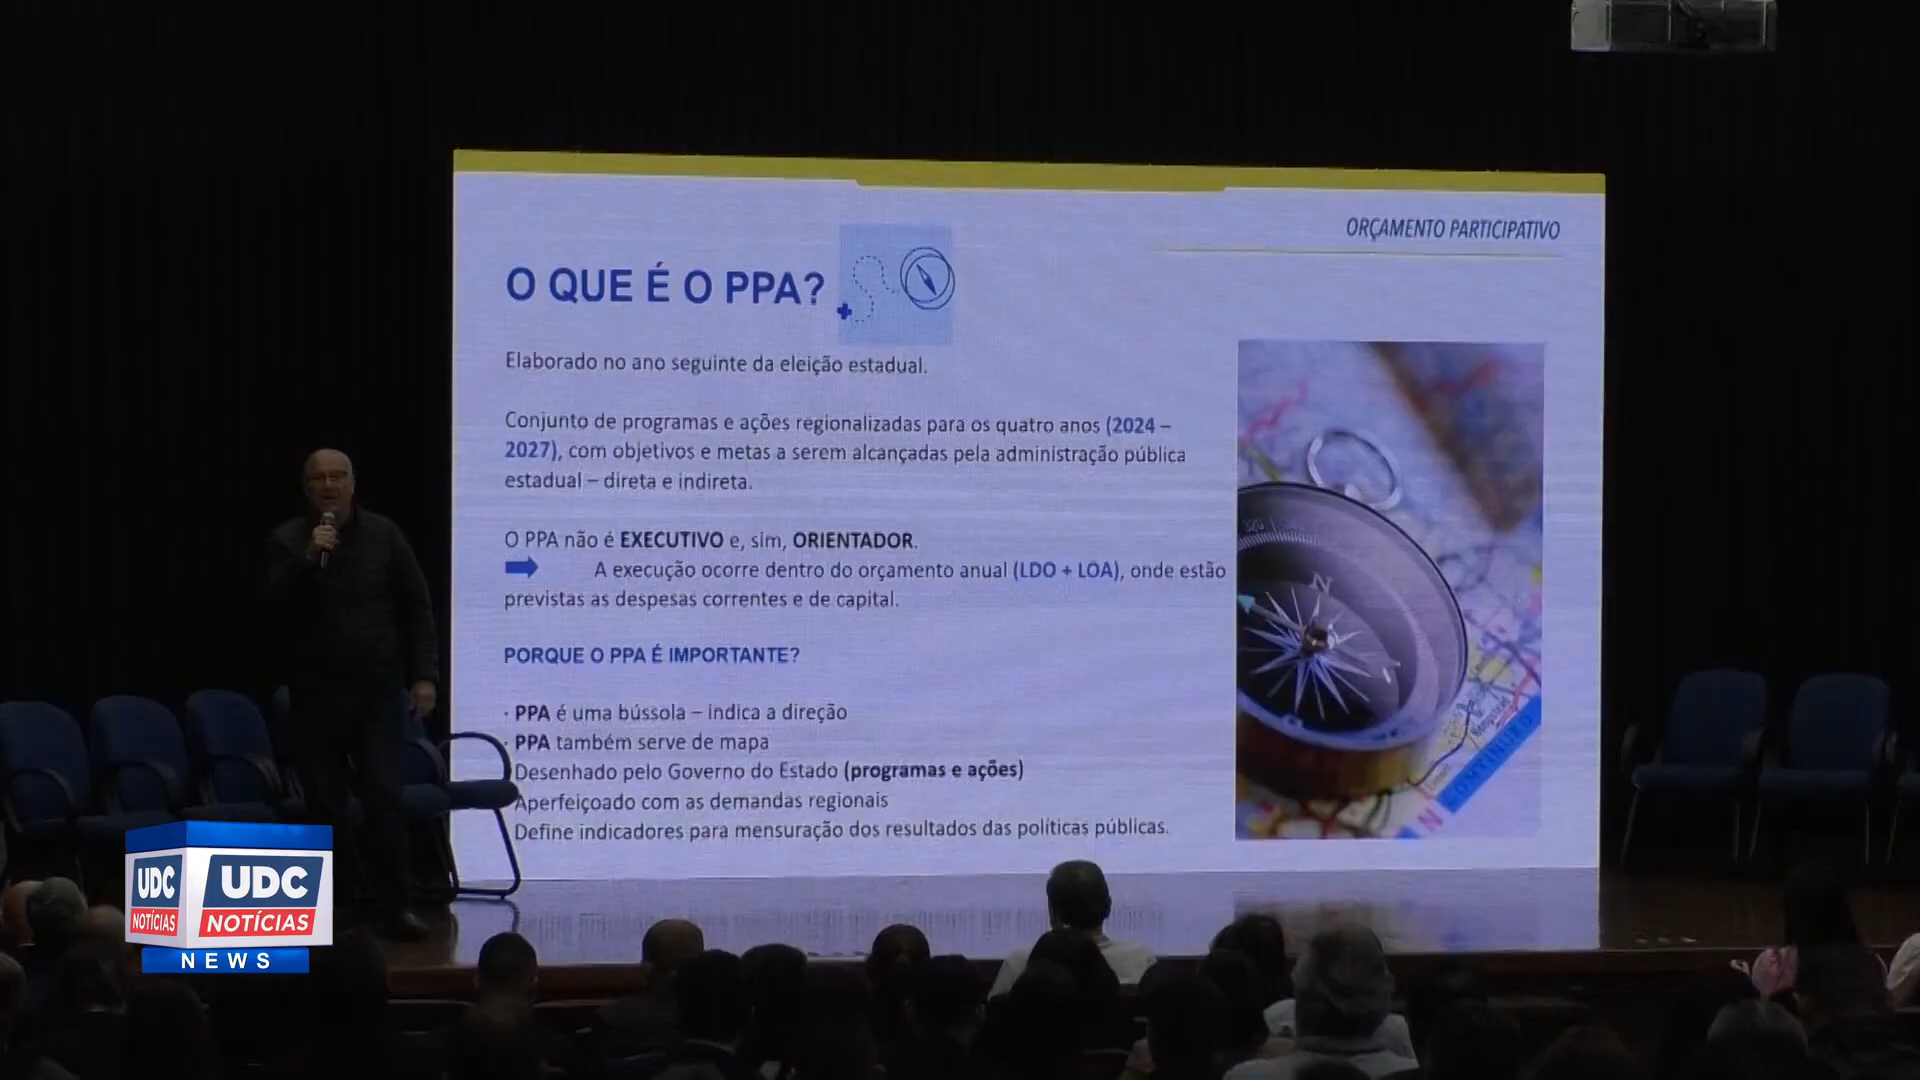 ORÇAMENTO PARTICIPATIVO
O QUE É O PPA?
Elaborado no ano seguinte da eleição estadual.
Conjunto de programas e ações regionalizadas para os quatro anos (2024 –
2027), com objetivos e metas a serem alcançadas pela administração pública
estadual – direta e indireta.
O PPA não é EXECUTIVO e, sim, ORIENTADOR.
A execução ocorre dentro do orçamento anual (LDO + LOA), onde estão
previstas as despesas correntes e de capital.
PORQUE O PPA É IMPORTANTE?
· PPA é uma bússola – indica a direção
· PPA também serve de mapa
Desenhado pelo Governo do Estado (programas e ações)
Aperfeiçoado com as demandas regionais
Define indicadores para mensuração dos resultados das políticas públicas.
N
N
UDC
NOTÍCIAS
UDC
NOTÍCIAS
NEWS